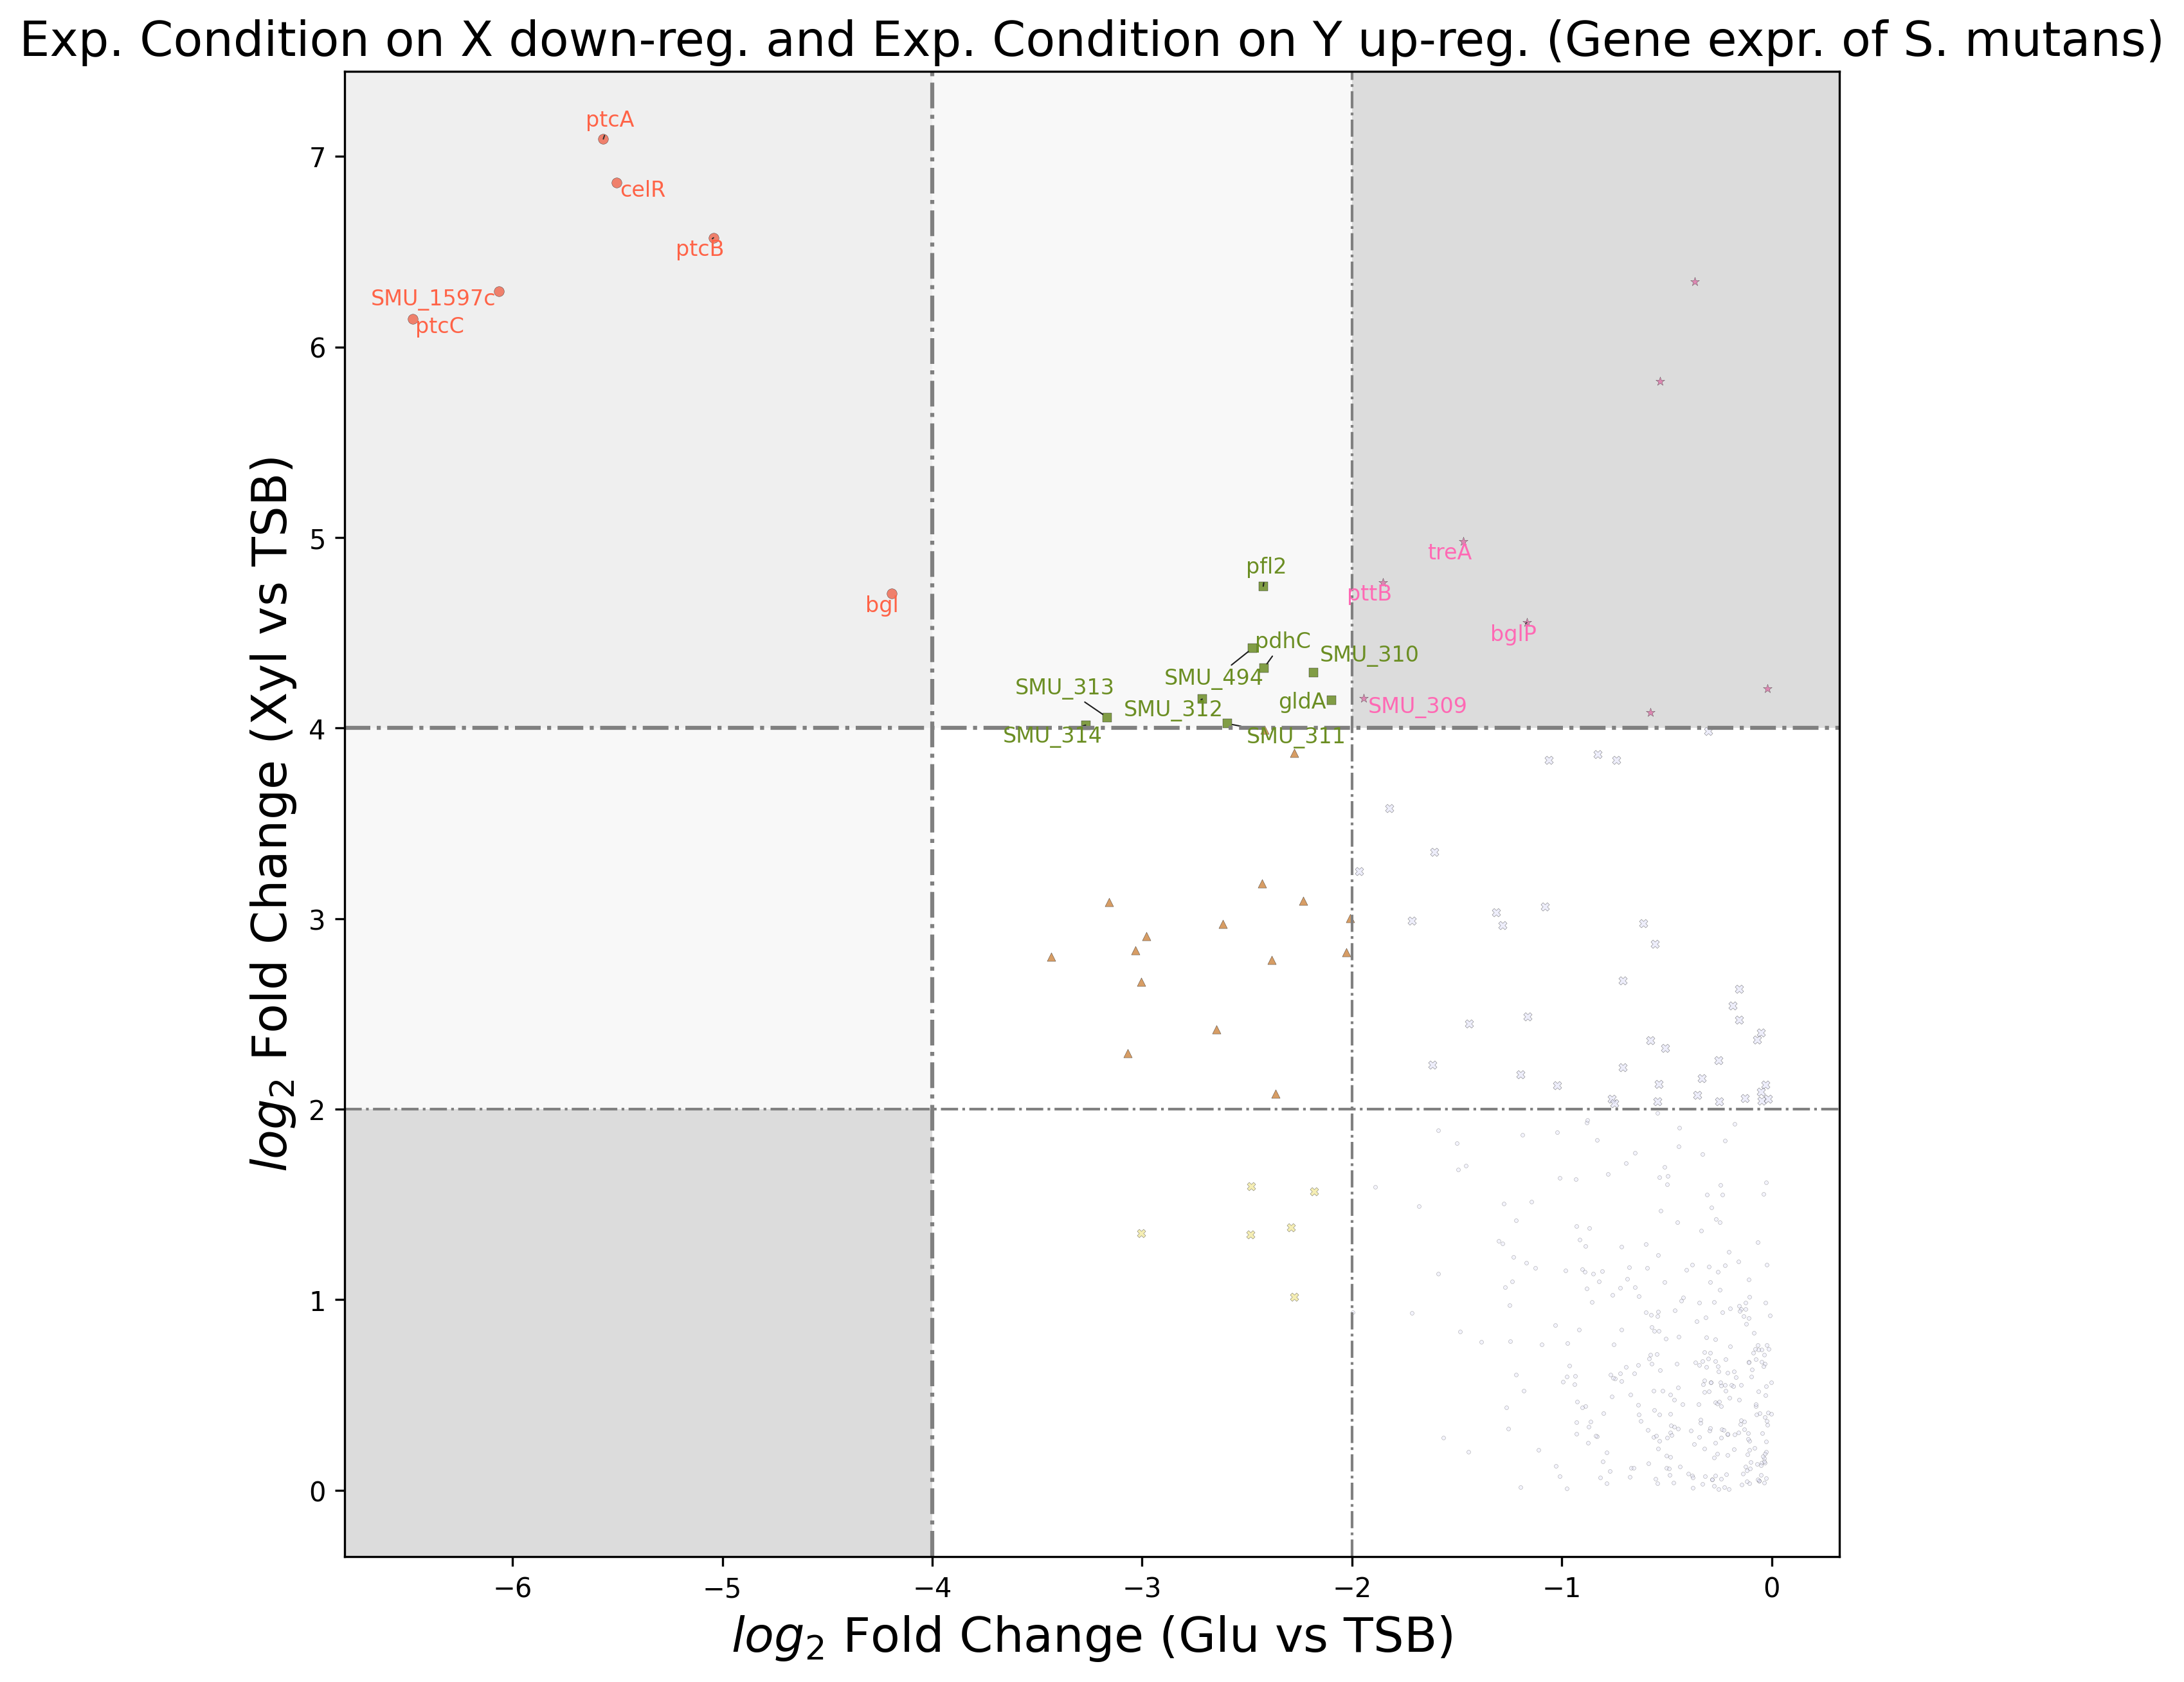 Exp. Condition on X down-reg. and Exp. Condition on Y up-reg. (Gene expr. of S. mutans)
log2 Fold Change (Xyl vs TSB)
7
6
5
4
3
2
1
0
ptcA
celR
ptcB
SMU_1597c
ptcC
bgl
pfl2
treA
pttB
pdhC
bglP
SMU_310
SMU_494
SMU_313
gldA
SMU_309
SMU_312
SMU_314
SMU_311
−6
−5
−4
−3
−2
−1
0
log2 Fold Change (Glu vs TSB)